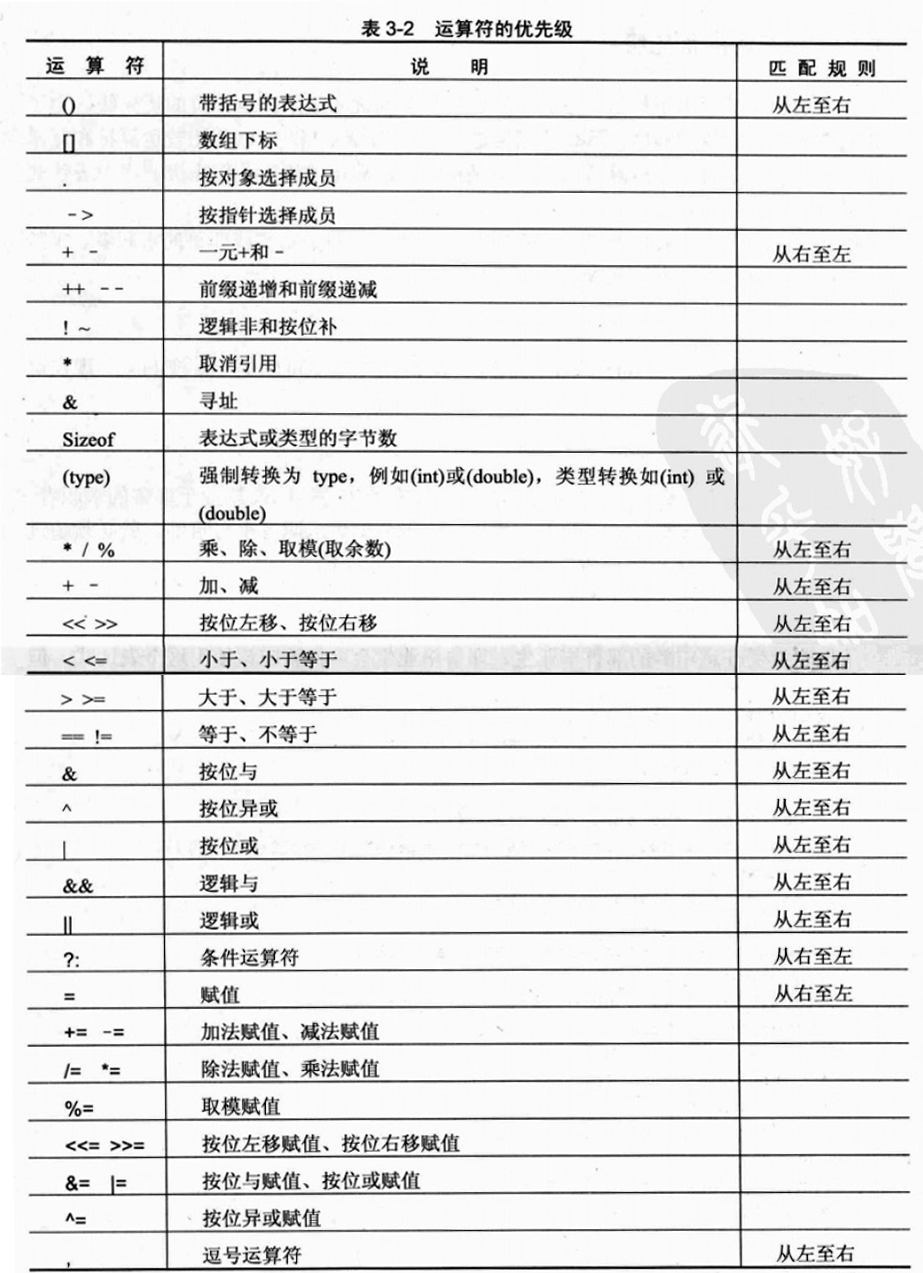 表 3-2 运算符的优先级
运 算 符 说 明 匹 配 规 则
() 带括号的表达式 从左至右
[] 数组下标
. 按对象选择成员
-> 按指针选择成员
+ - 一元+和 - 从右至左
++ -- 前缀递增和前缀递减
! ~ 逻辑非和按位补
* 取消引用
& 寻址
Sizeof 表达式或类型的字节数
(type) 强制转换为 type，例如(int)或(double)，类型转换如(int) 或
(double)
* / % 乘、除、取模(取余数) 从左至右
+ - 加、减 从左至右
<< >> 按位左移、按位右移 从左至右
< <= 小于、小于等于 从左至右
> >= 大于、大于等于 从左至右
== != 等于、不等于 从左至右
& 按位与 从左至右
^ 按位异或 从左至右
| 按位或 从左至右
&& 逻辑与 从左至右
|| 逻辑或 从左至右
?: 条件运算符 从右至左
= 赋值 从右至左
+= -= 加法赋值、减法赋值
/= *= 除法赋值、乘法赋值
%= 取模赋值
<<= >>= 按位左移赋值、按位右移赋值
&= |= 按位与赋值、按位或赋值
^= 按位异或赋值
, 逗号运算符 从左至右